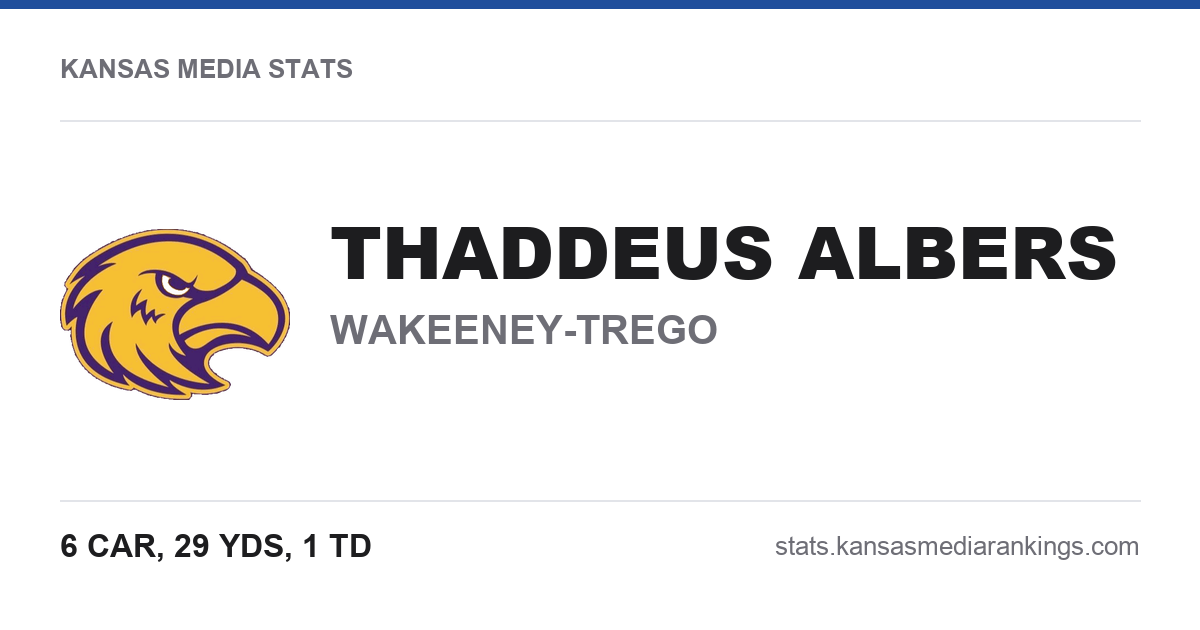 KANSAS MEDIA STATS
THADDEUS ALBERS
WAKEENEY-TREGO
6 CAR, 29 YDS, 1 TD
stats.kansasmediarankings.com